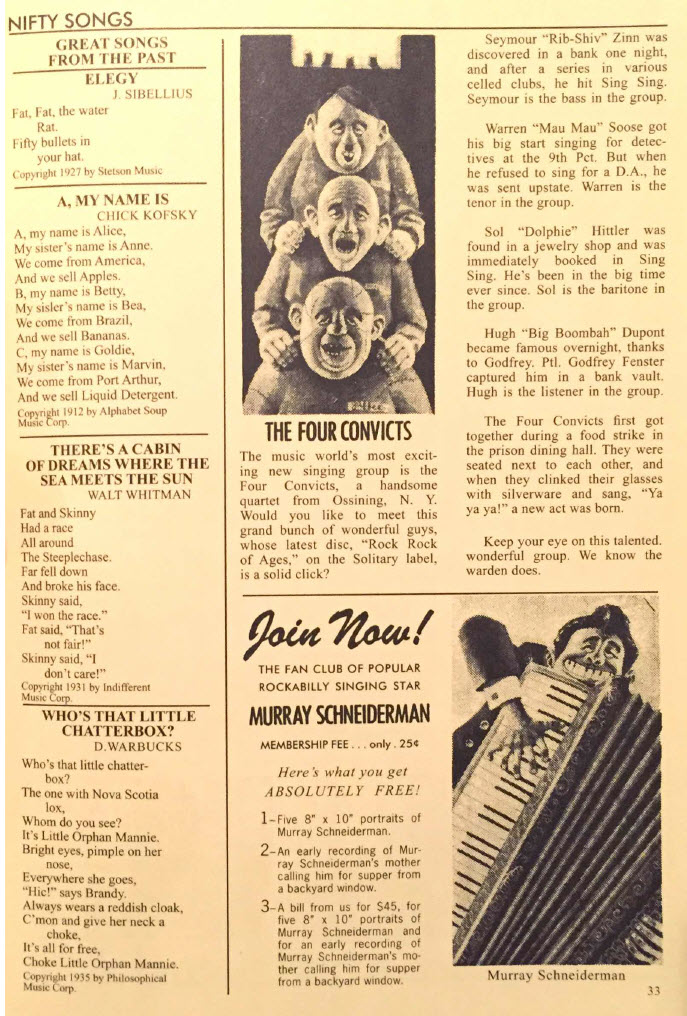 NIFTY SONGS
GREAT SONGS
FROM THE PAST
ELEGY
J. SIBELLIUS
Fat, Fat, the water
Rat.
Fifty bullets in
your hat.
Copyright 1927 by Stetson Music
A, MY NAME IS
CHICK KOFSKY
A, my name is Alice,
My sister's name is Anne.
We come from America,
And we sell Apples.
B, my name is Betty,
My sisler's name is Bea,
We come from Brazil,
And we sell Bananas.
C, my name is Goldie,
My sister's name is Marvin,
We come from Port Arthur,
And we sell Liquid Detergent.
Copyright 1912 by Alphabet Soup
Music Corp.
THERE'S A CABIN
OF DREAMS WHERE THE
SEA MEETS THE SUN
WALT WHITMAN
Fat and Skinny
Had a race
All around
The Steeplechase.
Far fell down
And broke his face.
Skinny said,
"I won the race."
Fat said, "That's
not fair!"
Skinny said, "I
don't care!"
Copyright 1931 by Indifferent
Music Corp.
WHO'S THAT LITTLE
CHATTERBOX?
D.WARBUCKS
Who's that little chatter-
box?
The one with Nova Scotia
lox,
Whom do you see?
It's Little Orphan Mannie.
Bright eyes, pimple on her
nose,
Everywhere she goes,
"Hic!" says Brandy.
Always wears a reddish cloak,
C'mon and give her neck a
choke,
It's all for free,
Choke Little Orphan Mannie.
Copyright 1935 by Philosophical
Music Corp.
THE FOUR CONVICTS
The music world's most excit-
ing new singing group is the
Four Convicts, a handsome
quartet from Ossining, N. Y.
Would you like to meet this
grand bunch of wonderful guys,
whose latest disc, "Rock Rock
of Ages," on the Solitary label,
is a solid click?
Seymour "Rib-Shiv" Zinn was
discovered in a bank one night,
and after a series in various
celled clubs, he hit Sing Sing.
Seymour is the bass in the group.
Warren "Mau Mau" Soose got
his big start singing for detec-
tives at the 9th Pct. But when
he refused to sing for a D.A., he
was sent upstate. Warren is the
tenor in the group.
Sol "Dolphie" Hittler was
found in a jewelry shop and was
immediately booked in Sing
Sing. He's been in the big time
ever since. Sol is the baritone in
the group.
Hugh "Big Boombah" Dupont
became famous overnight, thanks
to Godfrey. Ptl. Godfrey Fenster
captured him in a bank vault.
Hugh is the listener in the group.
The Four Convicts first got
together during a food strike in
the prison dining hall. They were
seated next to each other, and
when they clinked their glasses
with silverware and sang, "Ya
ya ya!" a new act was born.
Keep your eye on this talented.
wonderful group. We know the
warden does.
Join Now!
THE FAN CLUB OF POPULAR
ROCKABILLY SINGING STAR
MURRAY SCHNEIDERMAN
MEMBERSHIP FEE . . . only . 25¢
Here's what you get
ABSOLUTELY FREE!
1–Five 8" x 10" portraits of
Murray Schneiderman.
2–An early recording of Mur-
ray Schneiderman's mother
calling him for supper from
a backyard window.
3–A bill from us for $45, for
five 8" x 10" portraits of
Murray Schneiderman and
for an early recording of
Murray Schneiderman's mo-
ther calling him for supper
from a backyard window.
Murray Schneiderman
33